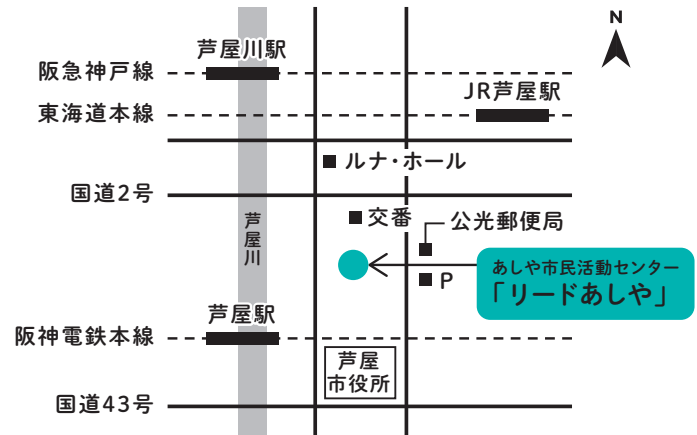 N
芦屋川駅
阪急神戸線
JR芦屋駅
東海道本線
ルナ・ホール
国道2号
交番
公光郵便局
芦屋川
あしや市民活動センター
「リードあしや」
P
芦屋駅
阪神電鉄本線
芦屋
市役所
国道43号